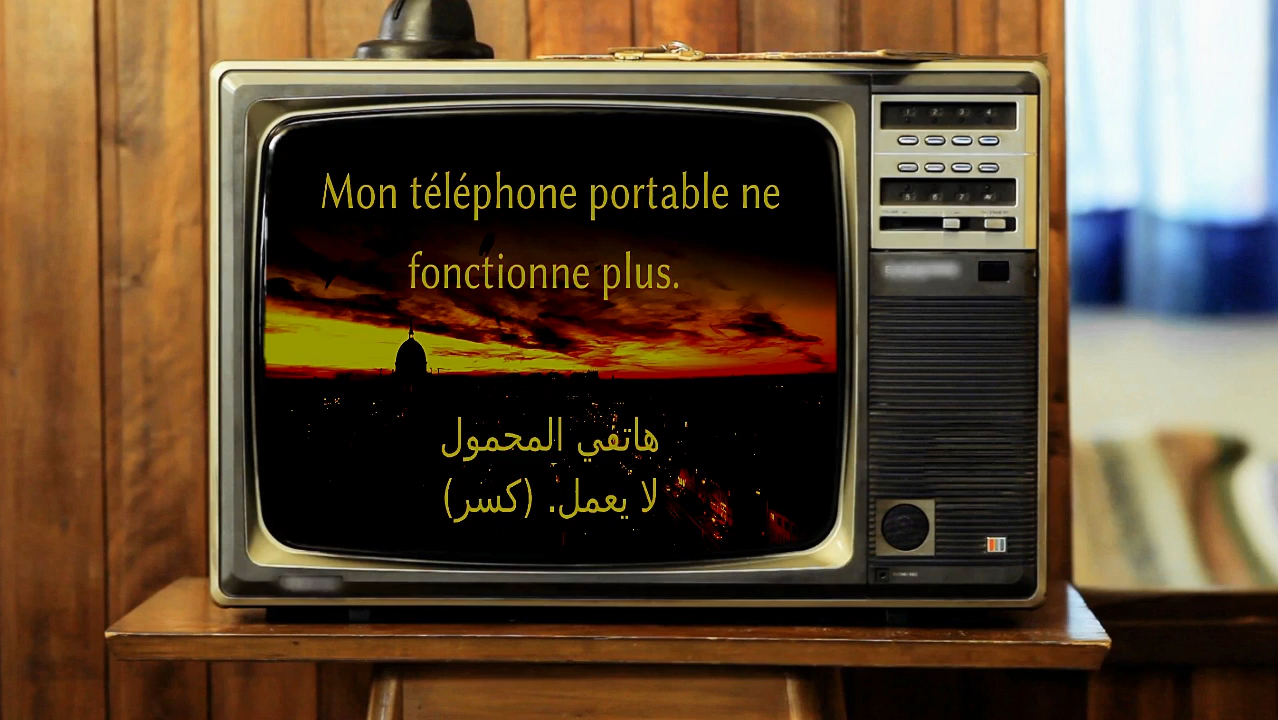 Mon téléphone portable ne
fonctionne plus.
هاتفي المحمول
لا يعمل. (كسر)